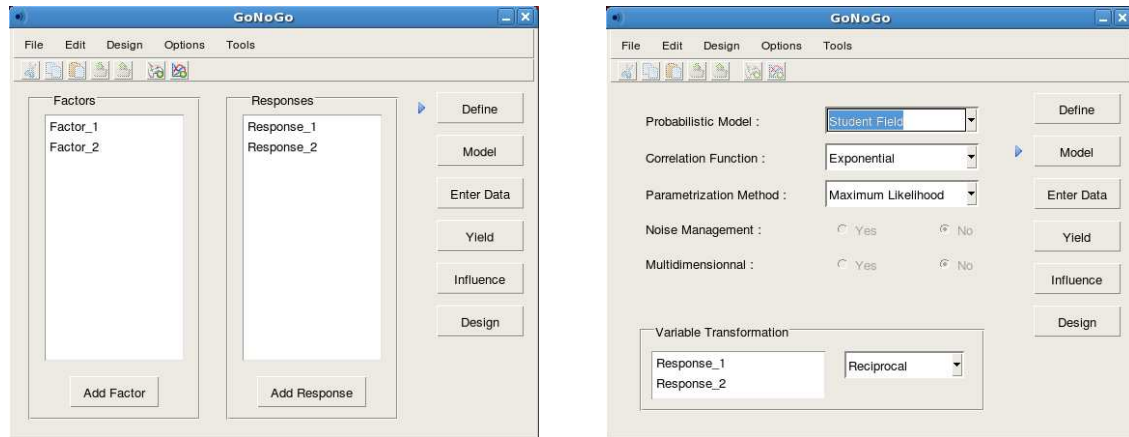 GoNoGo
File Edit Design Options Tools
Factors
Factor_1
Factor_2
Add Factor
Responses
Response_1
Response_2
Add Response
Define
Model
Enter Data
Yield
Influence
Design
GoNoGo
File Edit Design Options Tools
Probabilistic Model : Student Field
Correlation Function : Exponential
Parametrization Method : Maximum Likelihood
Noise Management : Yes No
Multidimensionnal : Yes No
Variable Transformation
Response_1
Response_2
Reciprocal
Define
Model
Enter Data
Yield
Influence
Design